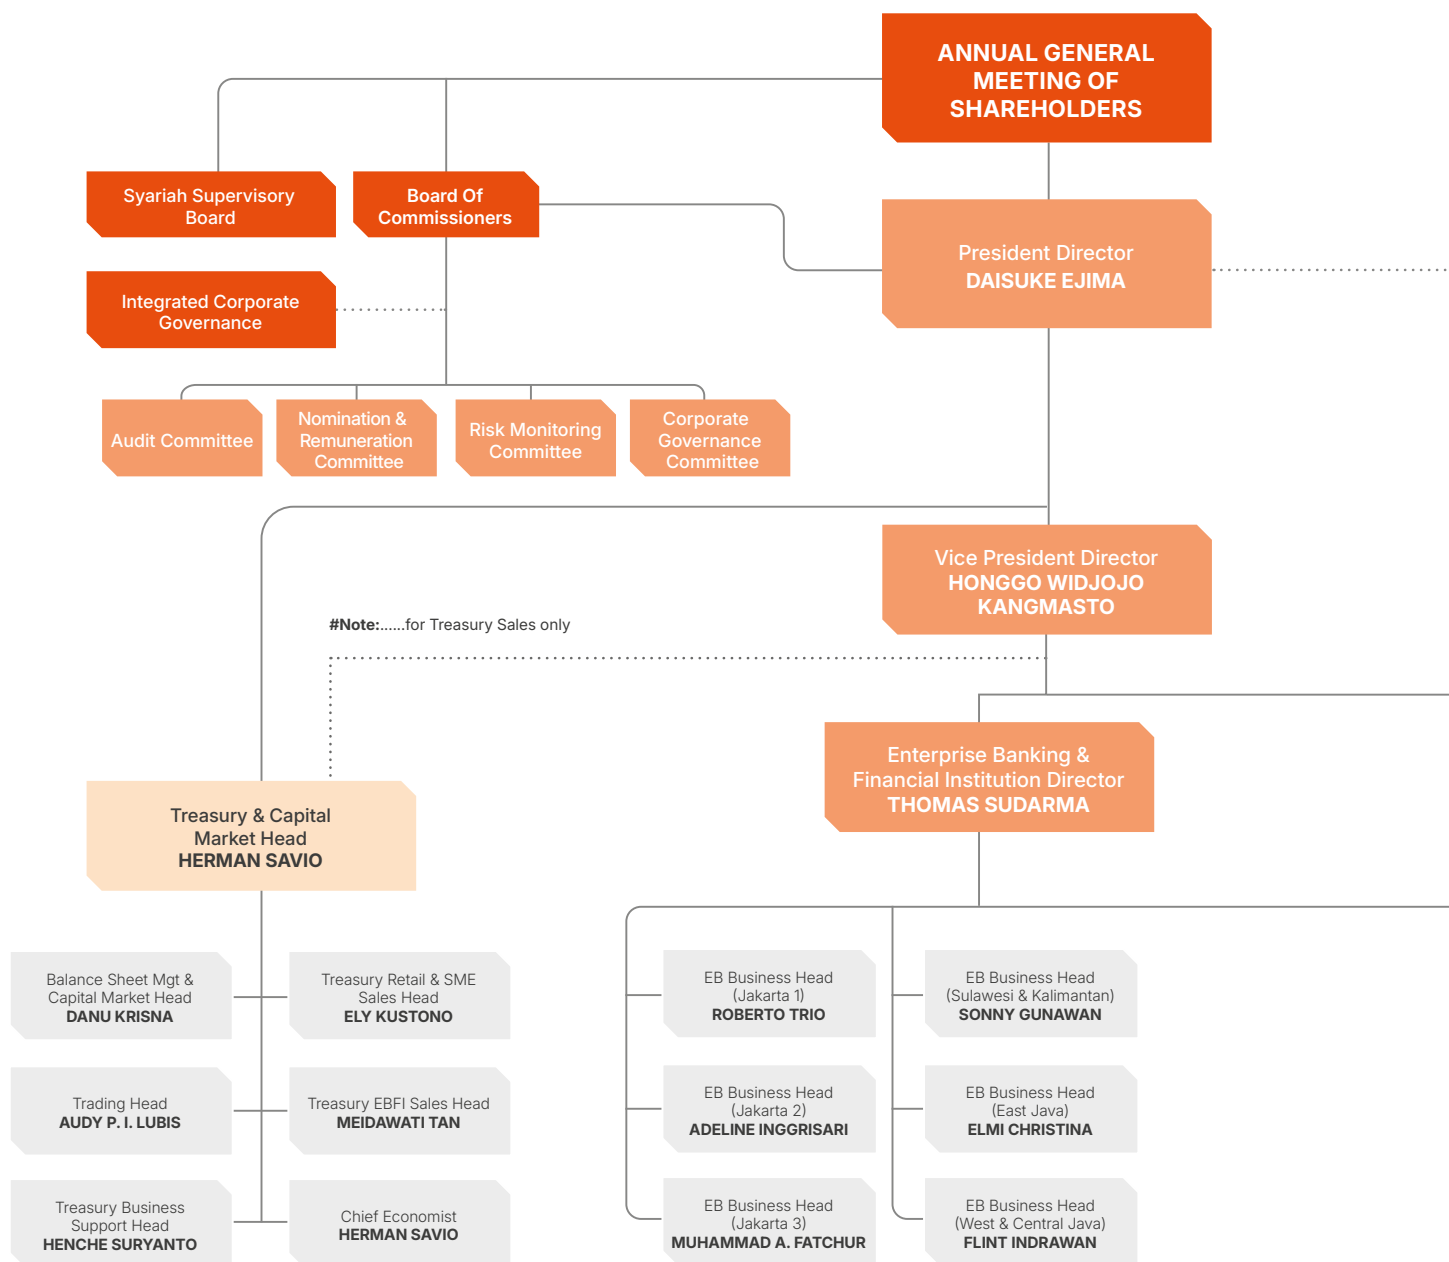 ANNUAL GENERAL
MEETING OF
SHAREHOLDERS
Syariah Supervisory
Board
Board Of
Commissioners
President Director
DAISUKE EJIMA
Integrated Corporate
Governance
Audit Committee
Nomination &
Remuneration
Committee
Risk Monitoring
Committee
Corporate
Governance
Committee
Vice President Director
HONGGO WIDJOJO
KANGMASTO
#Note:......for Treasury Sales only
Enterprise Banking &
Financial Institution Director
THOMAS SUDARMA
Treasury & Capital
Market Head
HERMAN SAVIO
Balance Sheet Mgt &
Capital Market Head
DANU KRISNA
Treasury Retail & SME
Sales Head
ELY KUSTONO
EB Business Head
(Jakarta 1)
ROBERTO TRIO
EB Business Head
(Sulawesi & Kalimantan)
SONNY GUNAWAN
Trading Head
AUDY P. I. LUBIS
Treasury EBFI Sales Head
MEIDAWATI TAN
EB Business Head
(Jakarta 2)
ADELINE INGGRISARI
EB Business Head
(East Java)
ELMI CHRISTINA
Treasury Business
Support Head
HENCHE SURYANTO
Chief Economist
HERMAN SAVIO
EB Business Head
(Jakarta 3)
MUHAMMAD A. FATCHUR
EB Business Head
(West & Central Java)
FLINT INDRAWAN